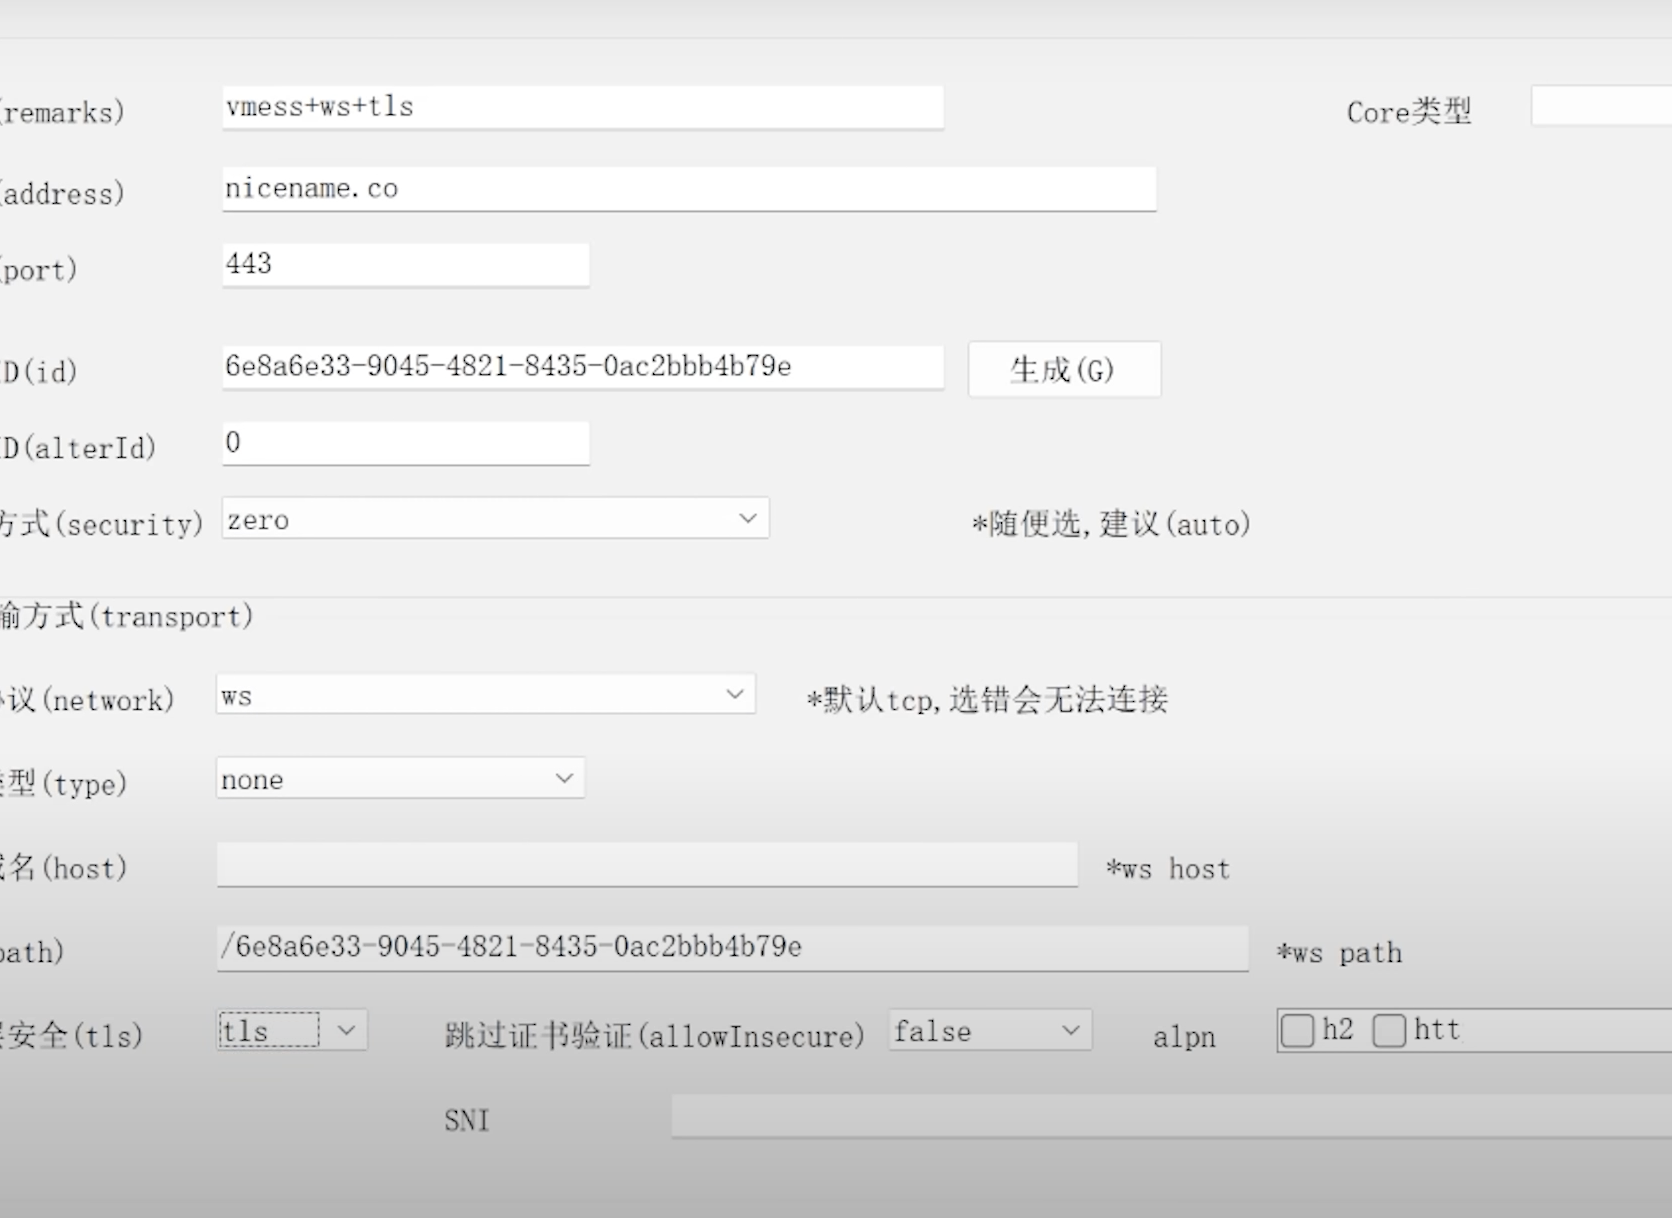 (remarks) vmess+ws+tls Core类型
(address) nicename.co
(port) 443
D(id) 6e8a6e33-9045-4821-8435-0ac2bbb4b79e 生成(G)
D(alterId) 0
方式(security) zero *随便选,建议(auto)
输方式(transport)
议(network) ws *默认tcp,选错会无法连接
类型(type) none
域名(host) *ws host
path) /6e8a6e33-9045-4821-8435-0ac2bbb4b79e *ws path
层安全(tls) tls 跳过证书验证(allowInsecure) false alpn h2 htt
SNI